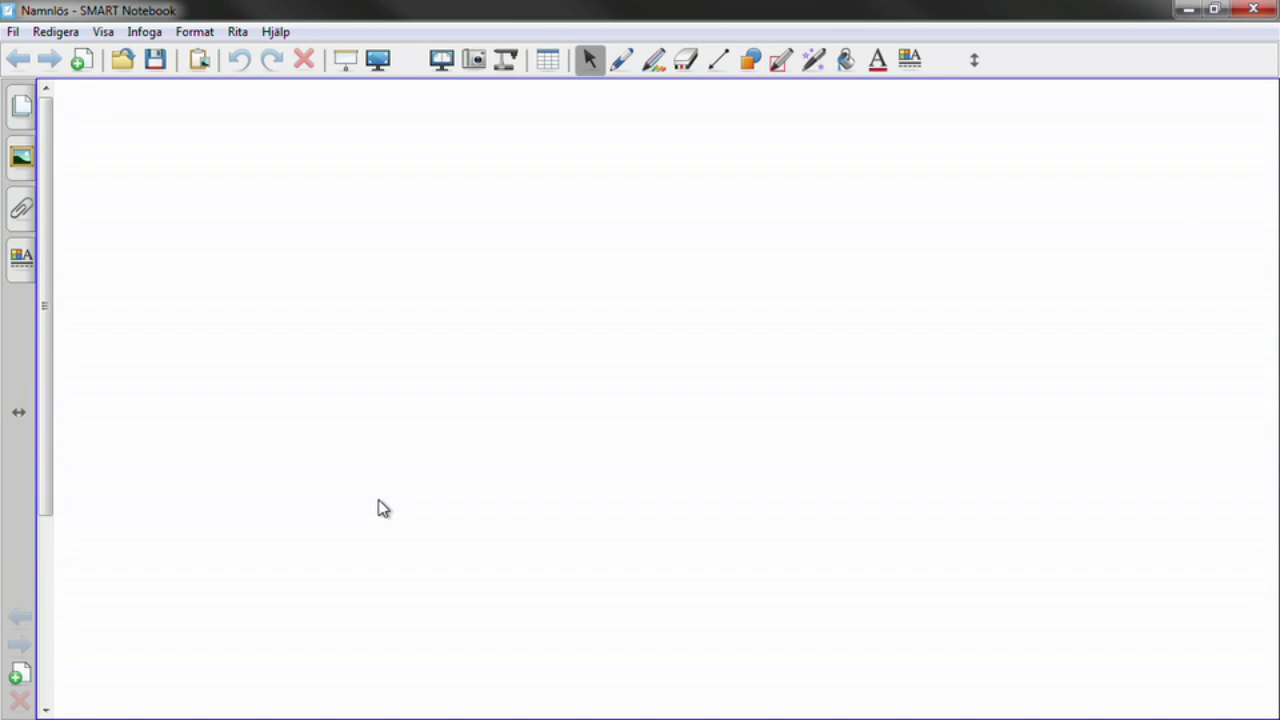 Namnlös - SMART Notebook
Fil Redigera Visa Infoga Format Rita Hjälp